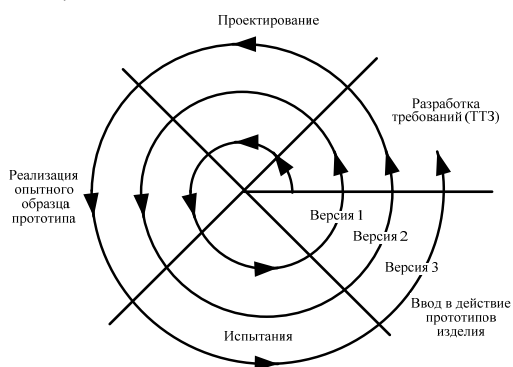 Проектирование
Разработка
требований (ТТЗ)
Реализация
опытного
образца
прототипа
Версия 1
Версия 2
Версия 3
Ввод в действие
прототипов
изделия
Испытания